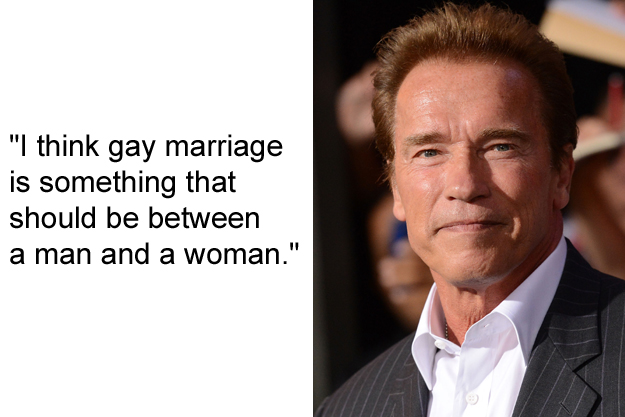 "I think gay marriage
is something that
should be between
a man and a woman."